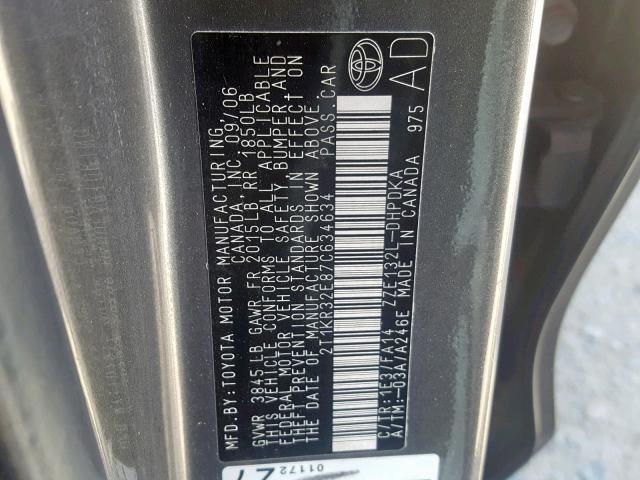 MFD.BY:TOYOTA MOTOR MANUFACTURING
CANADA, INC. 09/06
GVWR 3845LB GAWR FR 2015LB RR 1850LB
THIS VEHICLE CONFORMS TO ALL APPLICABLE
FEDERAL MOTOR VEHICLE SAFETY, BUMPER AND
THEFT PREVENTION STANDARDS IN EFFECT ON
THE DATE OF MANUFACTURE SHOWN ABOVE.
2T1KR32E87C634634 PASS.CAR
C/TR:1E3/FA14 ZZE132L-DHPDKA
A/TM:-03A/A246E MADE IN CANADA 975
AD
01172